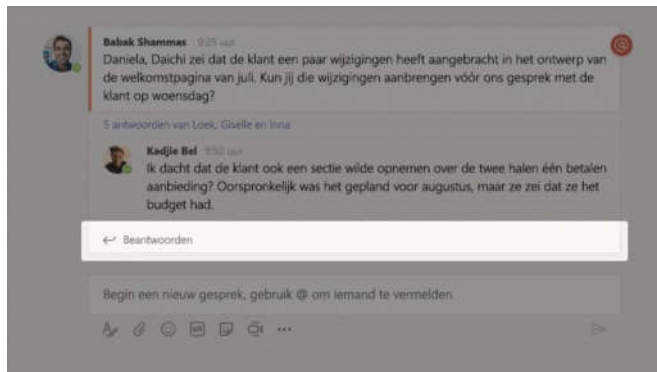 Babak Shammas 9:25 uur
Daniela, Daichi zei dat de klant een paar wijzigingen heeft aangebracht in het ontwerp van
de welkomstpagina van juli. Kun jij die wijzigingen aanbrengen vóór ons gesprek met de
klant op woensdag?
5 antwoorden van Loek, Giselle en Inna
Kadjie Bel 9:50 uur
Ik dacht dat de klant ook een sectie wilde opnemen over de twee halen één betalen
aanbieding? Oorspronkelijk was het gepland voor augustus, maar ze zei dat ze het
budget had.
Beantwoorden
Begin een nieuw gesprek, gebruik @ om iemand te vermelden